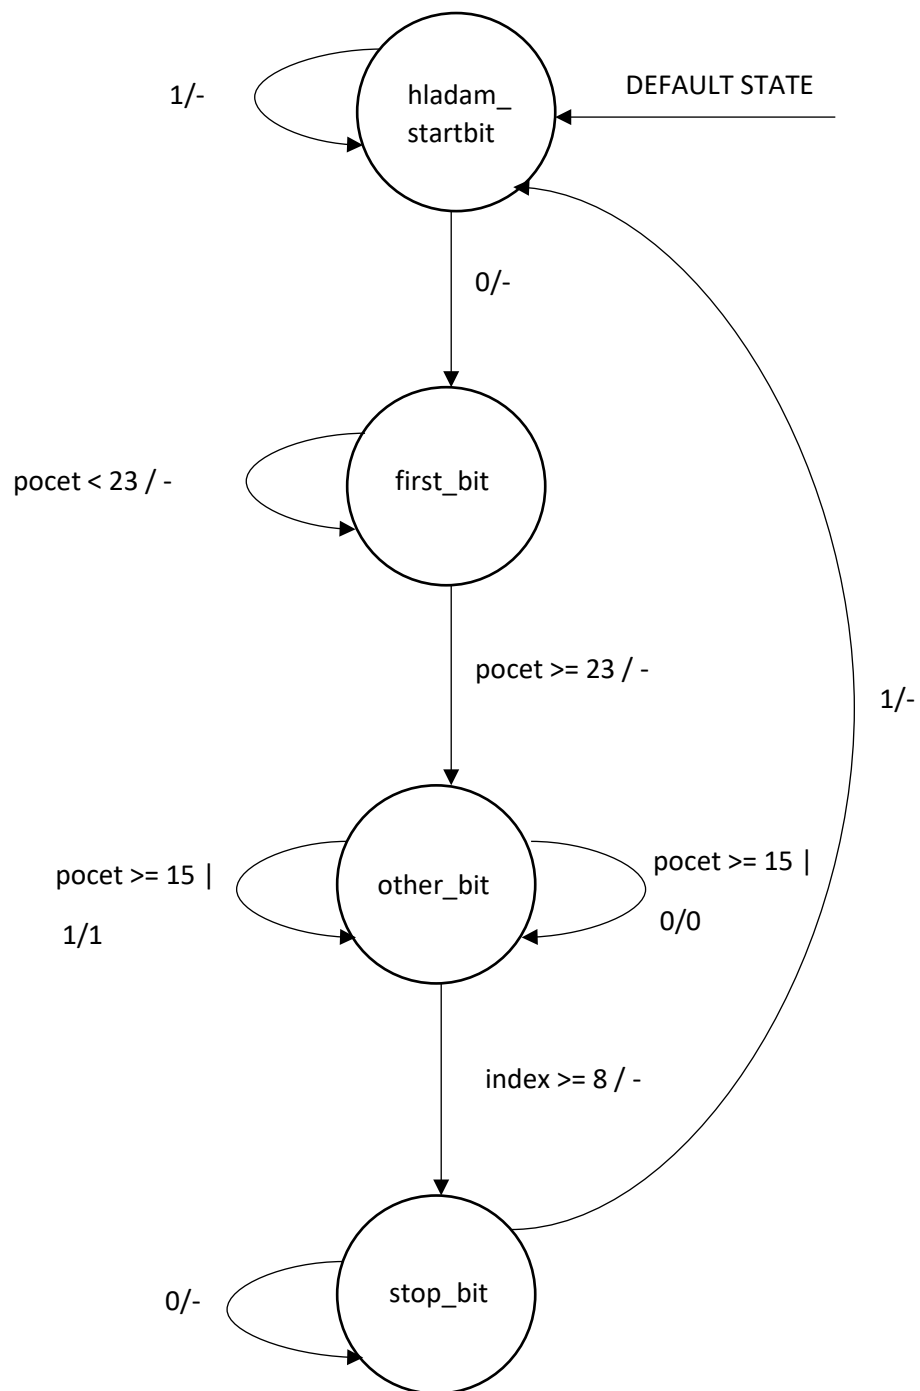 DEFAULT STATE
1/-
hladam_
startbit
0/-
pocet < 23 / -
first_bit
pocet >= 23 / -
1/-
pocet >= 15 |
1/1
other_bit
pocet >= 15 |
0/0
index >= 8 / -
0/-
stop_bit